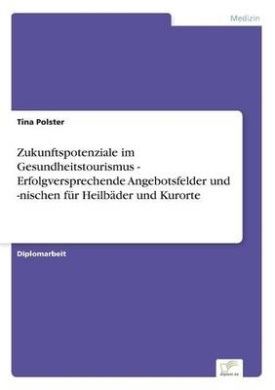 Medizin
Tina Polster
Zukunftspotenziale im
Gesundheitstourismus -
Erfolgversprechende Angebotsfelder und
-nischen für Heilbäder und Kurorte
Diplomarbeit